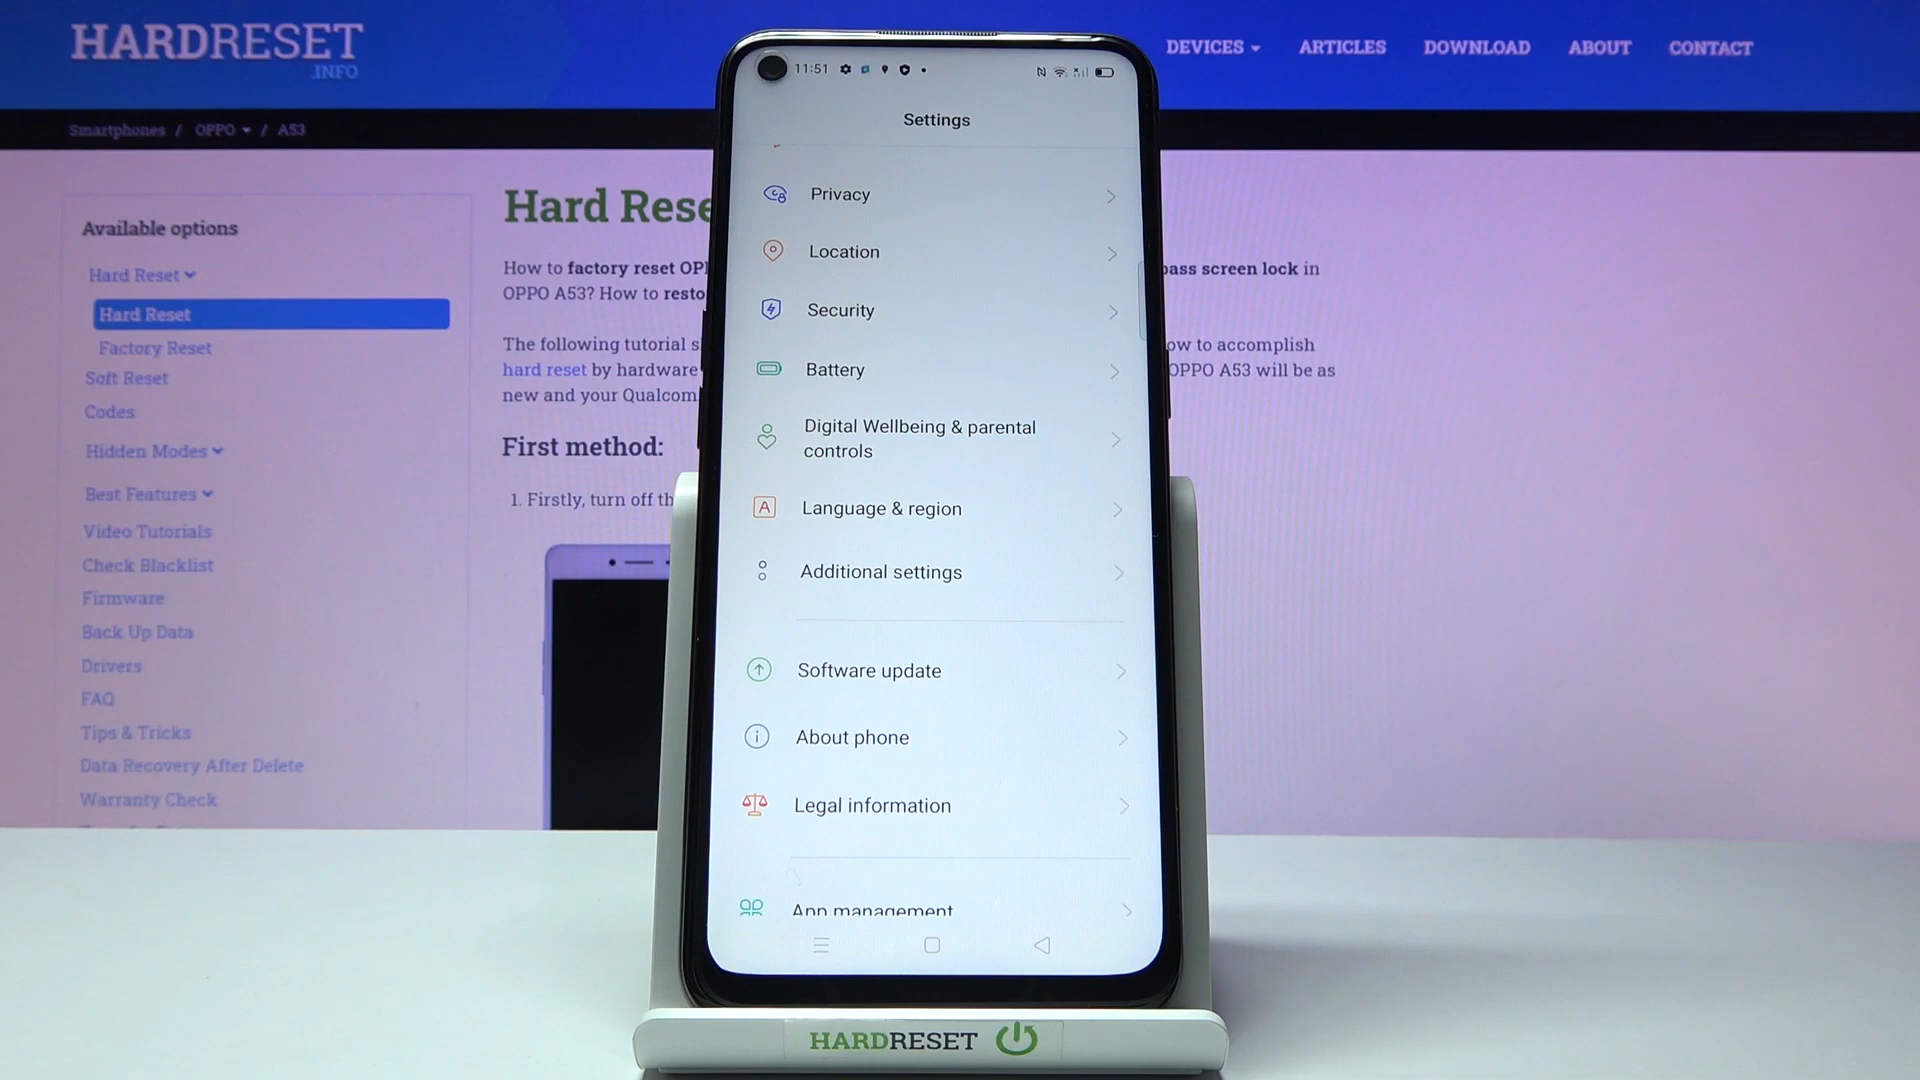 HARDRESET
.INFO
DEVICES
ARTICLES
DOWNLOAD
ABOUT
CONTACT
Smartphones / OPPO / A53
Available options
Hard Reset
Hard Reset
Factory Reset
Soft Reset
Codes
Hidden Modes
Best Features
Video Tutorials
Check Blacklist
Firmware
Back Up Data
Drivers
FAQ
Tips & Tricks
Data Recovery After Delete
Warranty Check
Hard Rese
How to factory reset OP
pass screen lock in
OPPO A53? How to resto
The following tutorial s
ow to accomplish
hard reset by hardware
OPPO A53 will be as
new and your Qualcom
First method:
1. Firstly, turn off th
11:51
Settings
Privacy
Location
Security
Battery
Digital Wellbeing & parental
controls
Language & region
Additional settings
Software update
About phone
Legal information
App management
HARDRESET